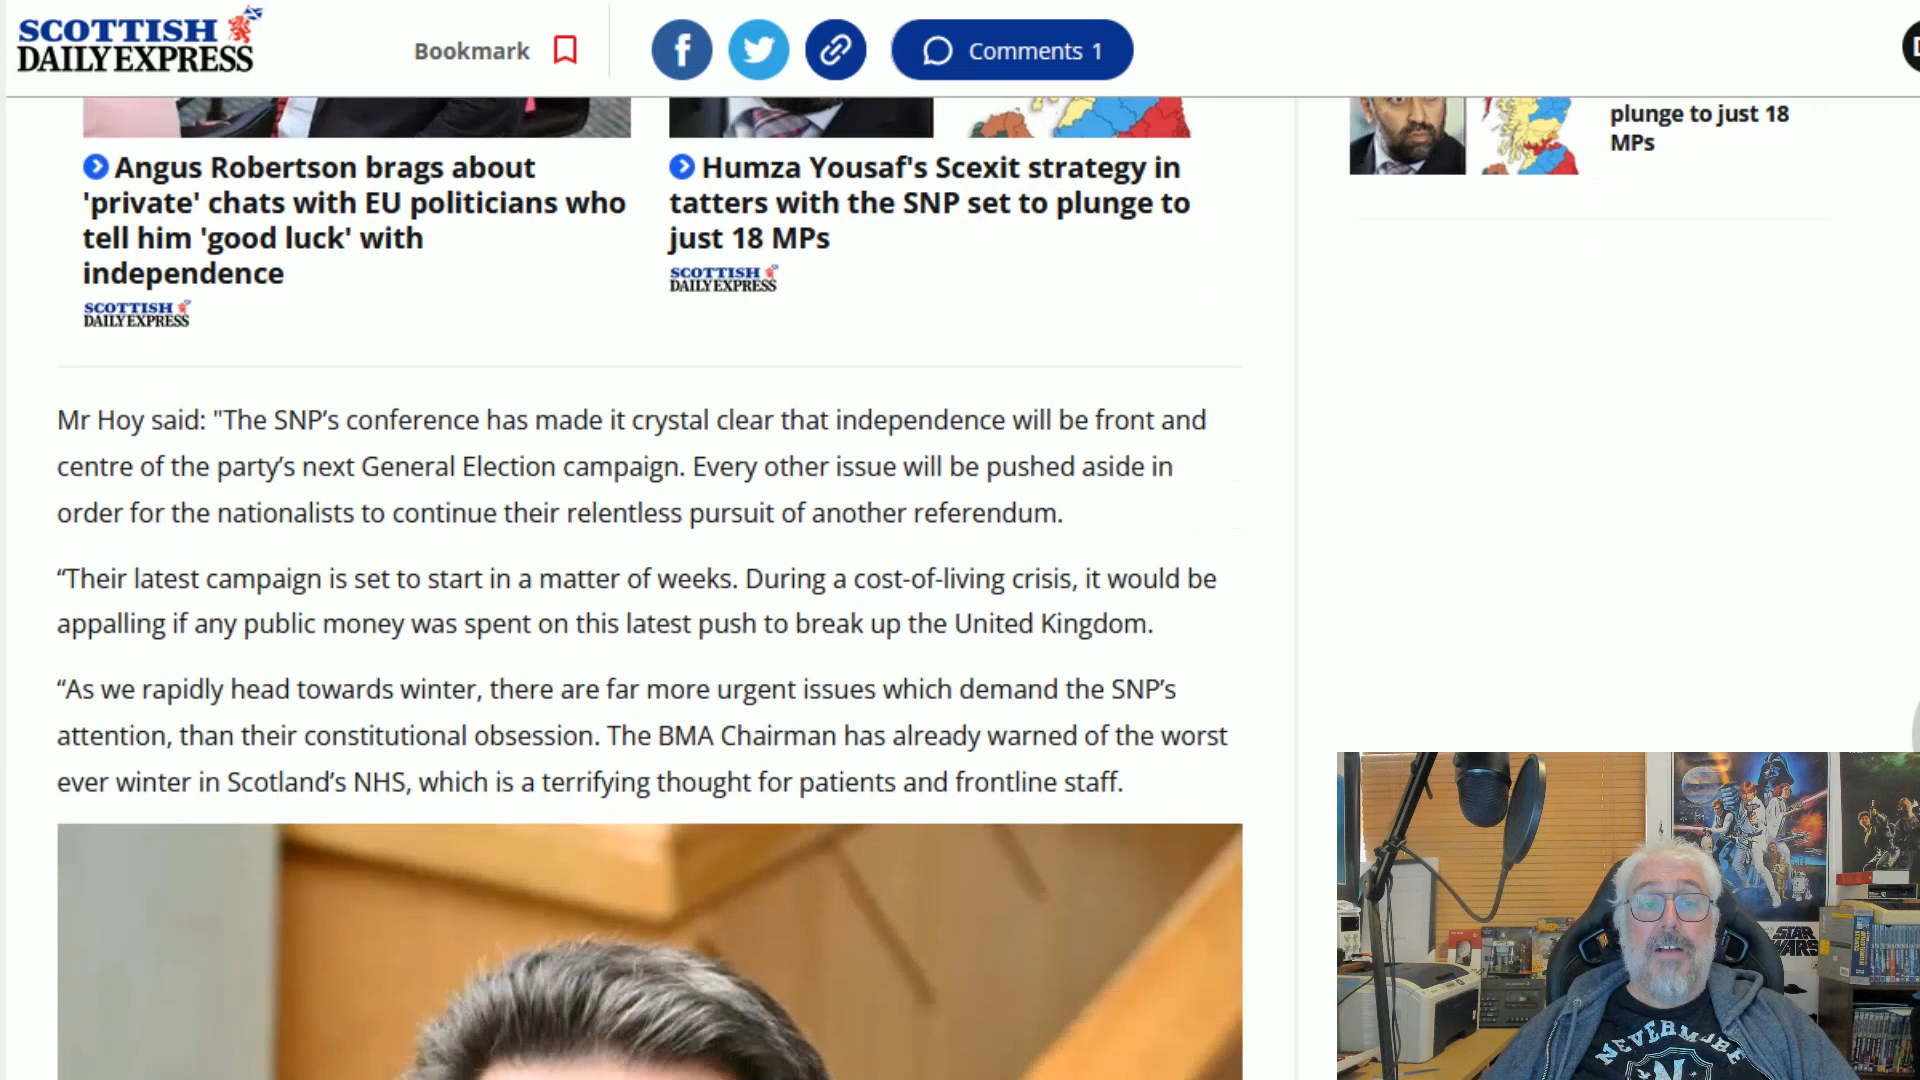 SCOTTISH
DAILY EXPRESS
Bookmark
Comments 1
Angus Robertson brags about
'private' chats with EU politicians who
tell him 'good luck' with
independence
SCOTTISH
DAILY EXPRESS
Humza Yousaf's Scexit strategy in
tatters with the SNP set to plunge to
just 18 MPs
SCOTTISH
DAILY EXPRESS
plunge to just 18
MPs
Mr Hoy said: "The SNP’s conference has made it crystal clear that independence will be front and
centre of the party’s next General Election campaign. Every other issue will be pushed aside in
order for the nationalists to continue their relentless pursuit of another referendum.
“Their latest campaign is set to start in a matter of weeks. During a cost-of-living crisis, it would be
appalling if any public money was spent on this latest push to break up the United Kingdom.
“As we rapidly head towards winter, there are far more urgent issues which demand the SNP’s
attention, than their constitutional obsession. The BMA Chairman has already warned of the worst
ever winter in Scotland’s NHS, which is a terrifying thought for patients and frontline staff.
STAR
WARS
NEVERMORE
N